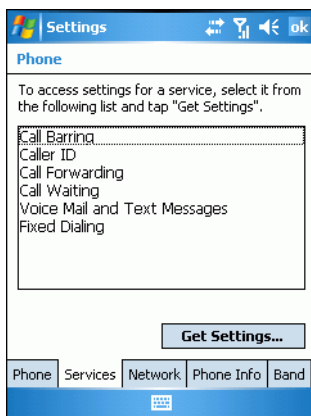 Settings ok
Phone
To access settings for a service, select it from
the following list and tap "Get Settings".
Call Barring
Caller ID
Call Forwarding
Call Waiting
Voice Mail and Text Messages
Fixed Dialing
Get Settings...
Phone Services Network Phone Info Band